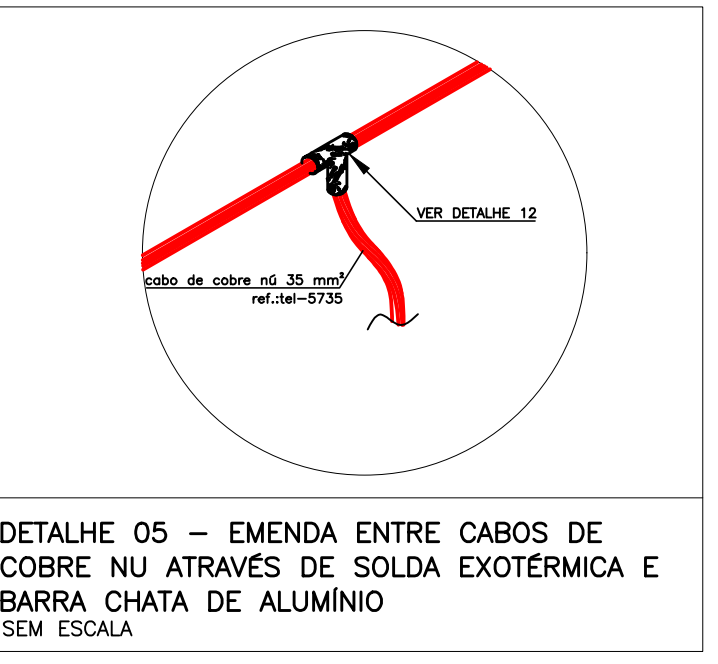 VER DETALHE 12
cabo de cobre nú 35 mm²
ref.:tel-5735
DETALHE 05 – EMENDA ENTRE CABOS DE
COBRE NU ATRAVÉS DE SOLDA EXOTÉRMICA E
BARRA CHATA DE ALUMÍNIO
SEM ESCALA